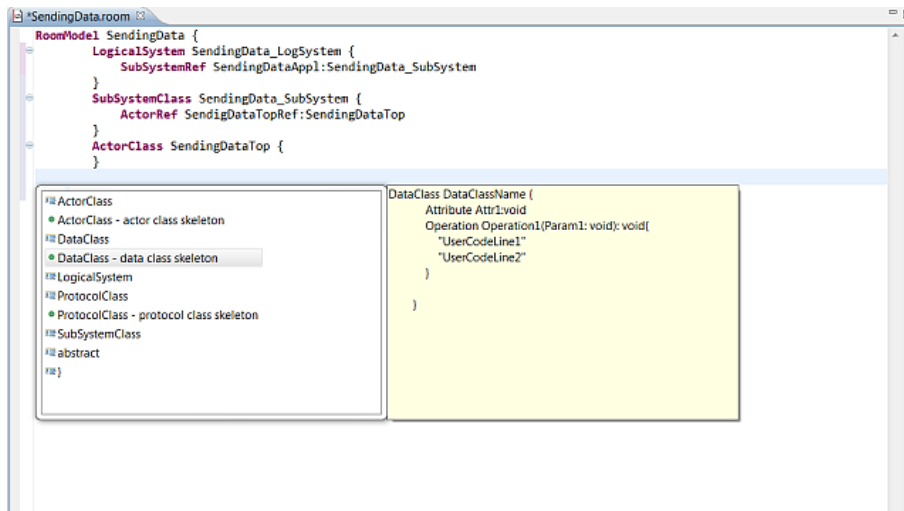 *SendingData.room
RoomModel SendingData {
LogicalSystem SendingData_LogSystem {
SubSystemRef SendingDataAppl:SendingData_SubSystem
}
SubSystemClass SendingData_SubSystem {
ActorRef SendigDataTopRef:SendingDataTop
}
ActorClass SendingDataTop {
}
ActorClass
ActorClass - actor class skeleton
DataClass
DataClass - data class skeleton
LogicalSystem
ProtocolClass
ProtocolClass - protocol class skeleton
SubSystemClass
abstract
}
DataClass DataClassName {
Attribute Attr1:void
Operation Operation1(Param1: void): void{
"UserCodeLine1"
"UserCodeLine2"
}
}